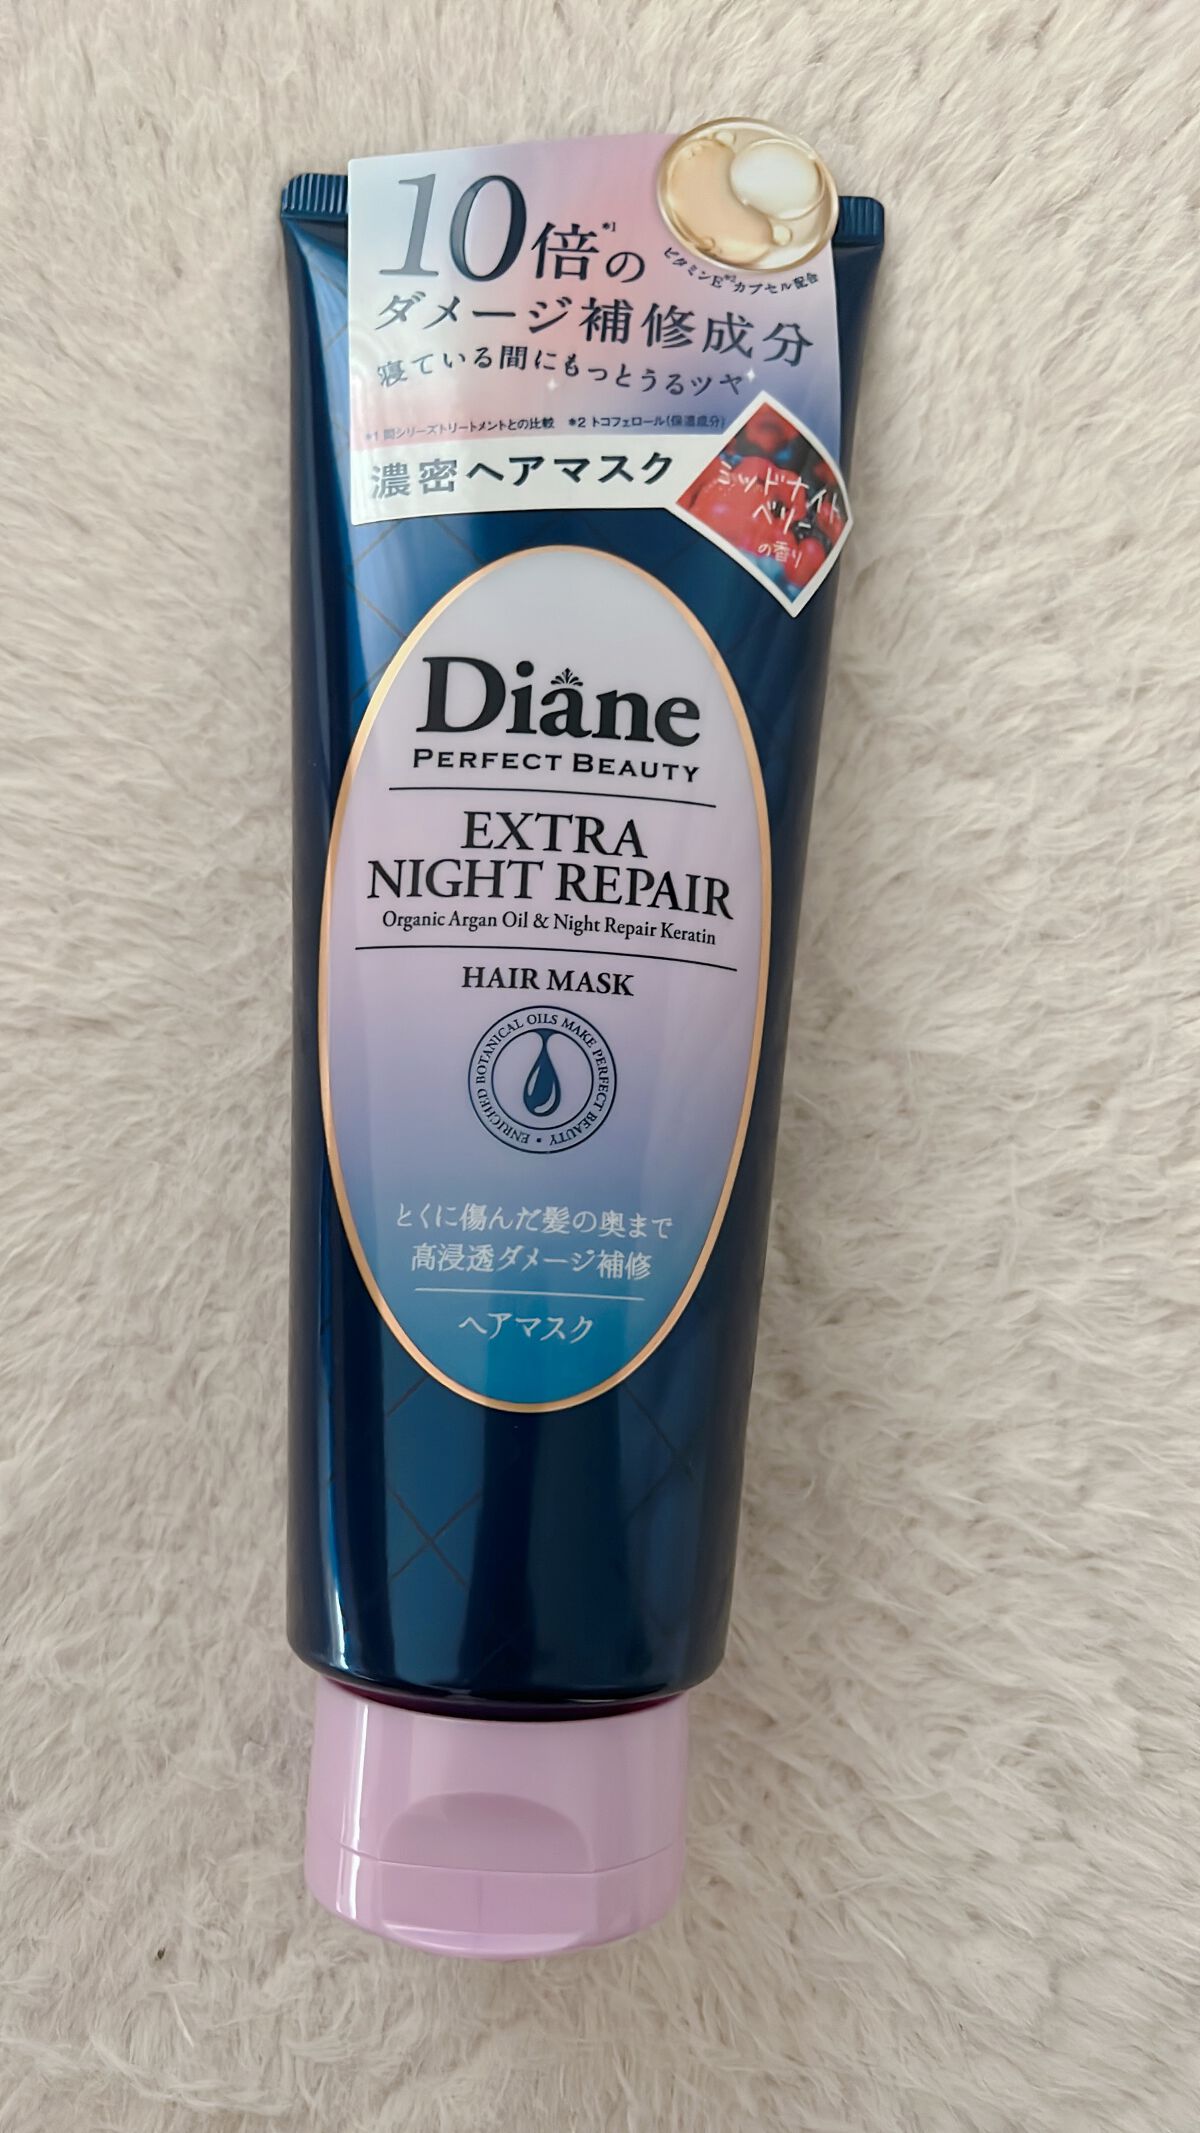 10倍*1の
ダメージ補修成分
寝ている間にもっとうるツヤ
ビタミンE*2カプセル配合
*1 同シリーズトリートメントとの比較 *2 トコフェロール(保湿成分)
濃密ヘアマスク
ミッドナイト
ベリー
の香り
Diane
PERFECT BEAUTY
EXTRA
NIGHT REPAIR
Organic Argan Oil & Night Repair Keratin
HAIR MASK
ENRICHED BOTANICAL OILS MAKE PERFECT BEAUTY •
とくに傷んだ髪の奥まで
高浸透ダメージ補修
ヘアマスク